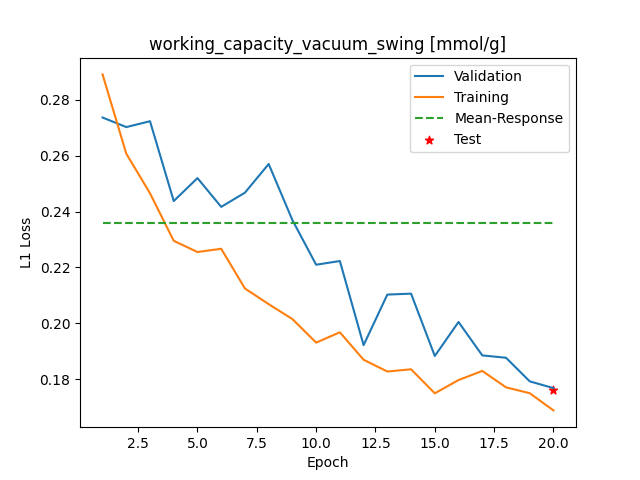 working_capacity_vacuum_swing [mmol/g]
Validation
Training
Mean-Response
Test
L1 Loss
0.28
0.26
0.24
0.22
0.20
0.18
2.5 5.0 7.5 10.0 12.5 15.0 17.5 20.0
Epoch